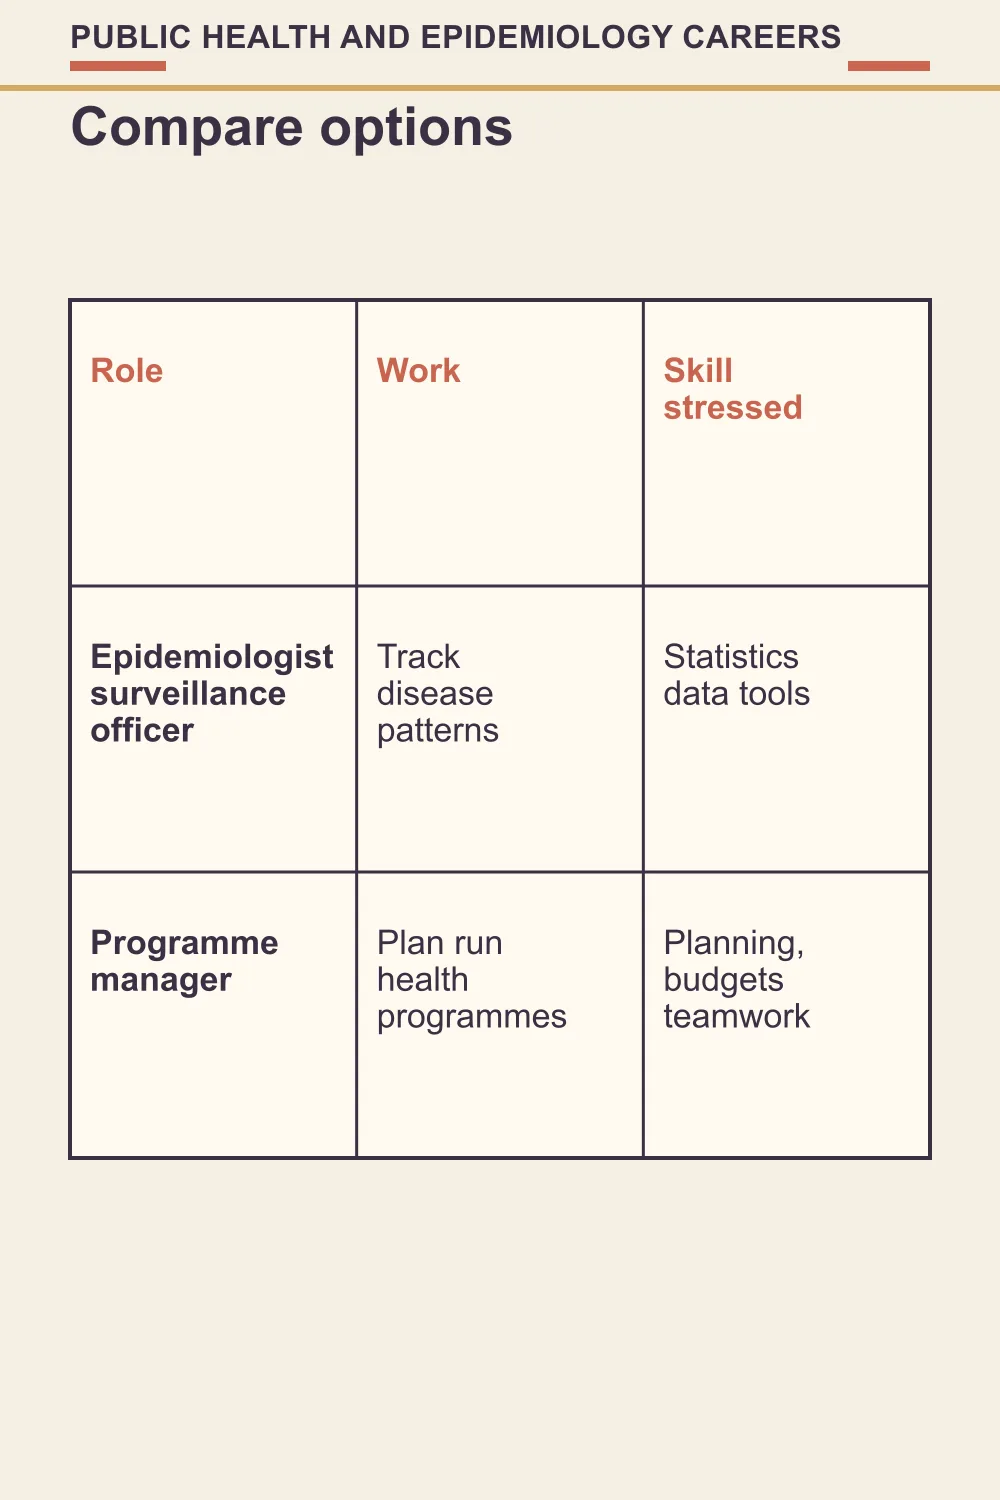 PUBLIC HEALTH AND EPIDEMIOLOGY CAREERS
Compare options
Role
Work
Skill
stressed
Epidemiologist
surveillance
officer
Track
disease
patterns
Statistics
data tools
Programme
manager
Plan run
health
programmes
Planning,
budgets
teamwork